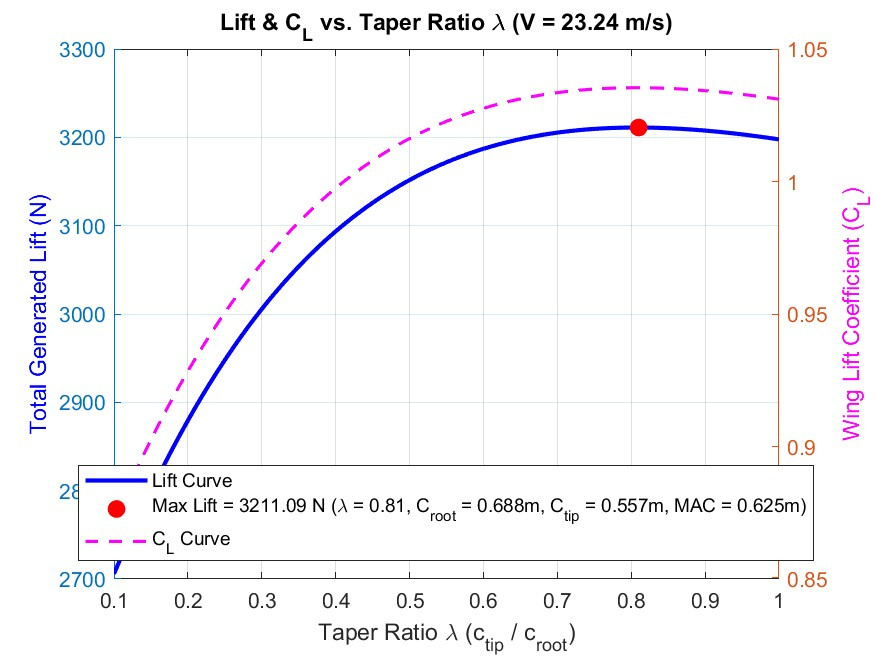 Lift & C_L vs. Taper Ratio λ (V = 23.24 m/s)
3300
3200
3100
3000
2900
28
2700
Total Generated Lift (N)
1.05
1
0.95
0.9
0.85
Wing Lift Coefficient (C_L)
Lift Curve
Max Lift = 3211.09 N (λ = 0.81, C_root = 0.688m, C_tip = 0.557m, MAC = 0.625m)
C_L Curve
0.1 0.2 0.3 0.4 0.5 0.6 0.7 0.8 0.9 1
Taper Ratio λ (c_tip / c_root)